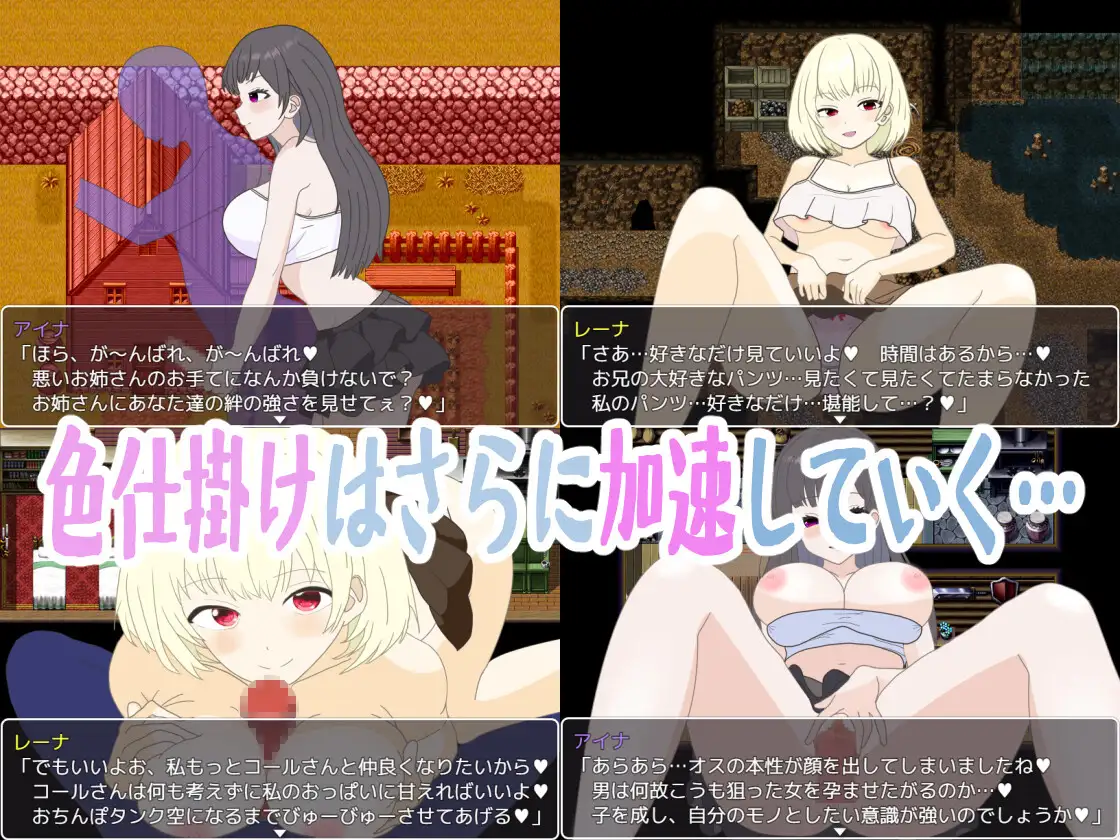 アイナ
「ほら、が～んばれ、が～んばれ♥
悪いお姉さんのお手てになんか負けないで？
お姉さんにあなた達の絆の強さを見せてぇ？♥」
レーナ
「さあ…好きなだけ見ていいよ♥　時間はあるから…♥
お兄の大好きなパンツ…見たくて見たくてたまらなかった
私のパンツ…好きなだけ…堪能して…？♥」
色仕掛けはさらに加速していく…
レーナ
「でもいいよお、私もっとコールさんと仲良くなりたいから♥
コールさんは何も考えずに私のおっぱいに甘えればいいよ♥
おちんぽタンク空になるまでびゅーびゅーさせてあげる♥」
アイナ
「あらあら…オスの本性が顔を出してしまいましたね♥
男は何故こうも狙った女を孕ませたがるのか…♥
子を成し、自分のモノとしたい意識が強いのでしょうか♥」